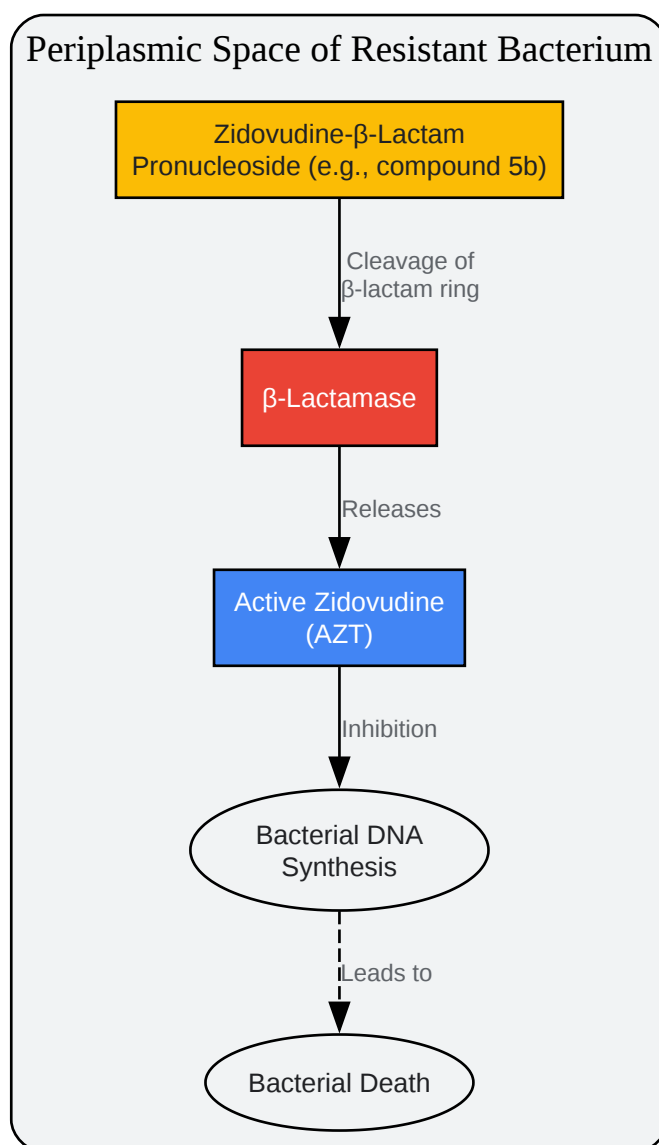 Periplasmic Space of Resistant Bacterium
Zidovudine-β-Lactam
Pronucleoside (e.g., compound 5b)
Cleavage of
β-lactam ring
β-Lactamase
Releases
Active Zidovudine
(AZT)
Inhibition
Bacterial DNA
Synthesis
Leads to
Bacterial Death